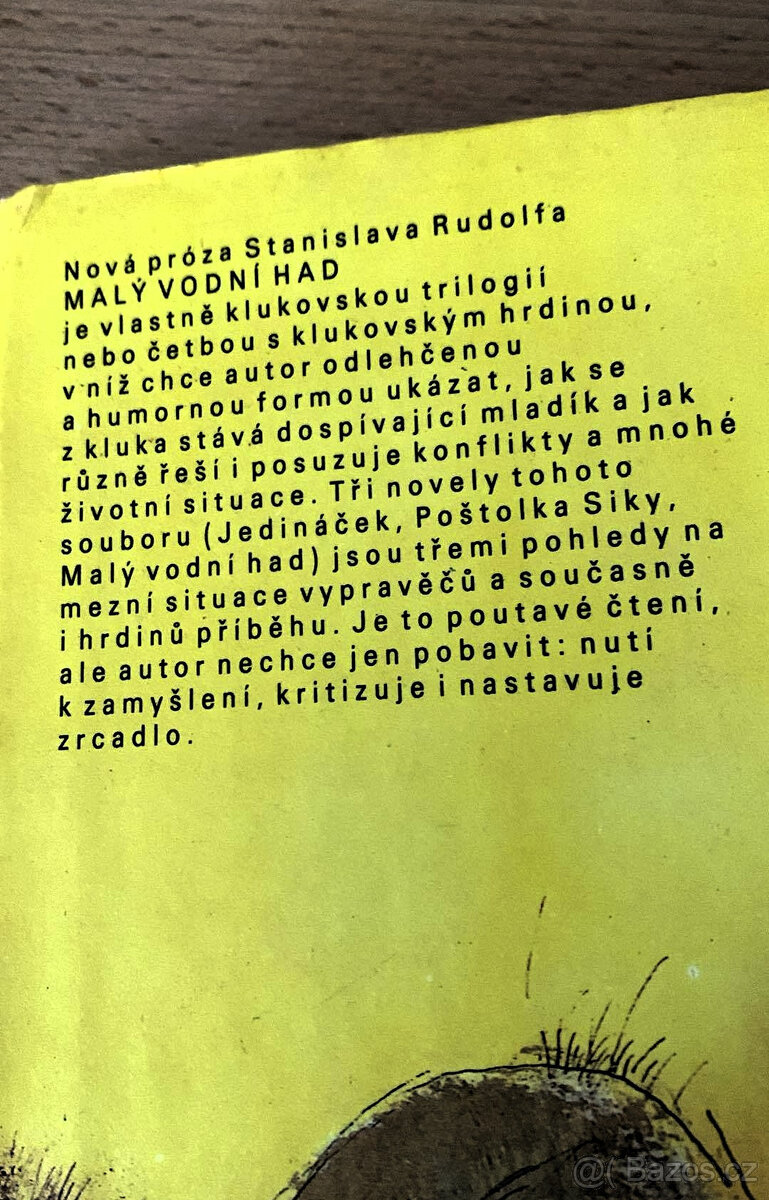 Nová próza Stanislava Rudolfa
MALÝ VODNÍ HAD
je vlastně klukovskou trilogií
nebo četbou s klukovským hrdinou,
v níž chce autor odlehčenou
a humornou formou ukázat, jak se
z kluka stává dospívající mladík a jak
různě řeší i posuzuje konflikty a mnohé
životní situace. Tři novely tohoto
souboru (Jedináček, Poštolka Siky,
Malý vodní had) jsou třemi pohledy na
mezní situace vypravěčů a současně
i hrdinů příběhu. Je to poutavé čtení,
ale autor nechce jen pobavit: nutí
k zamyšlení, kritizuje i nastavuje
zrcadlo.
@( Bazos.cz